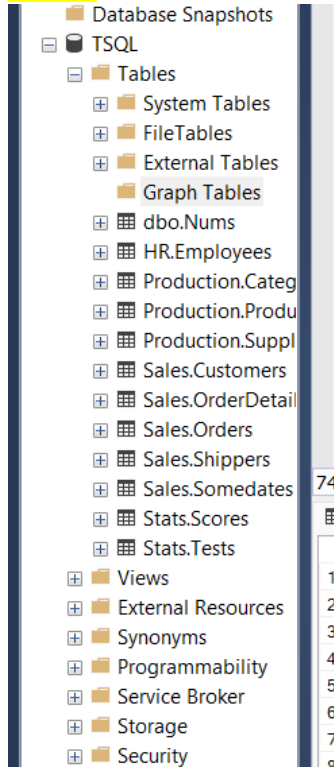 Database Snapshots
TSQL
Tables
System Tables
FileTables
External Tables
Graph Tables
dbo.Nums
HR.Employees
Production.Categ
Production.Produ
Production.Suppl
Sales.Customers
Sales.OrderDetail
Sales.Orders
Sales.Shippers
Sales.Somedates
74
Stats.Scores
Stats.Tests
Views
1
External Resources
2
Synonyms
3
Programmability
4
Service Broker
5
Storage
6
Security
7